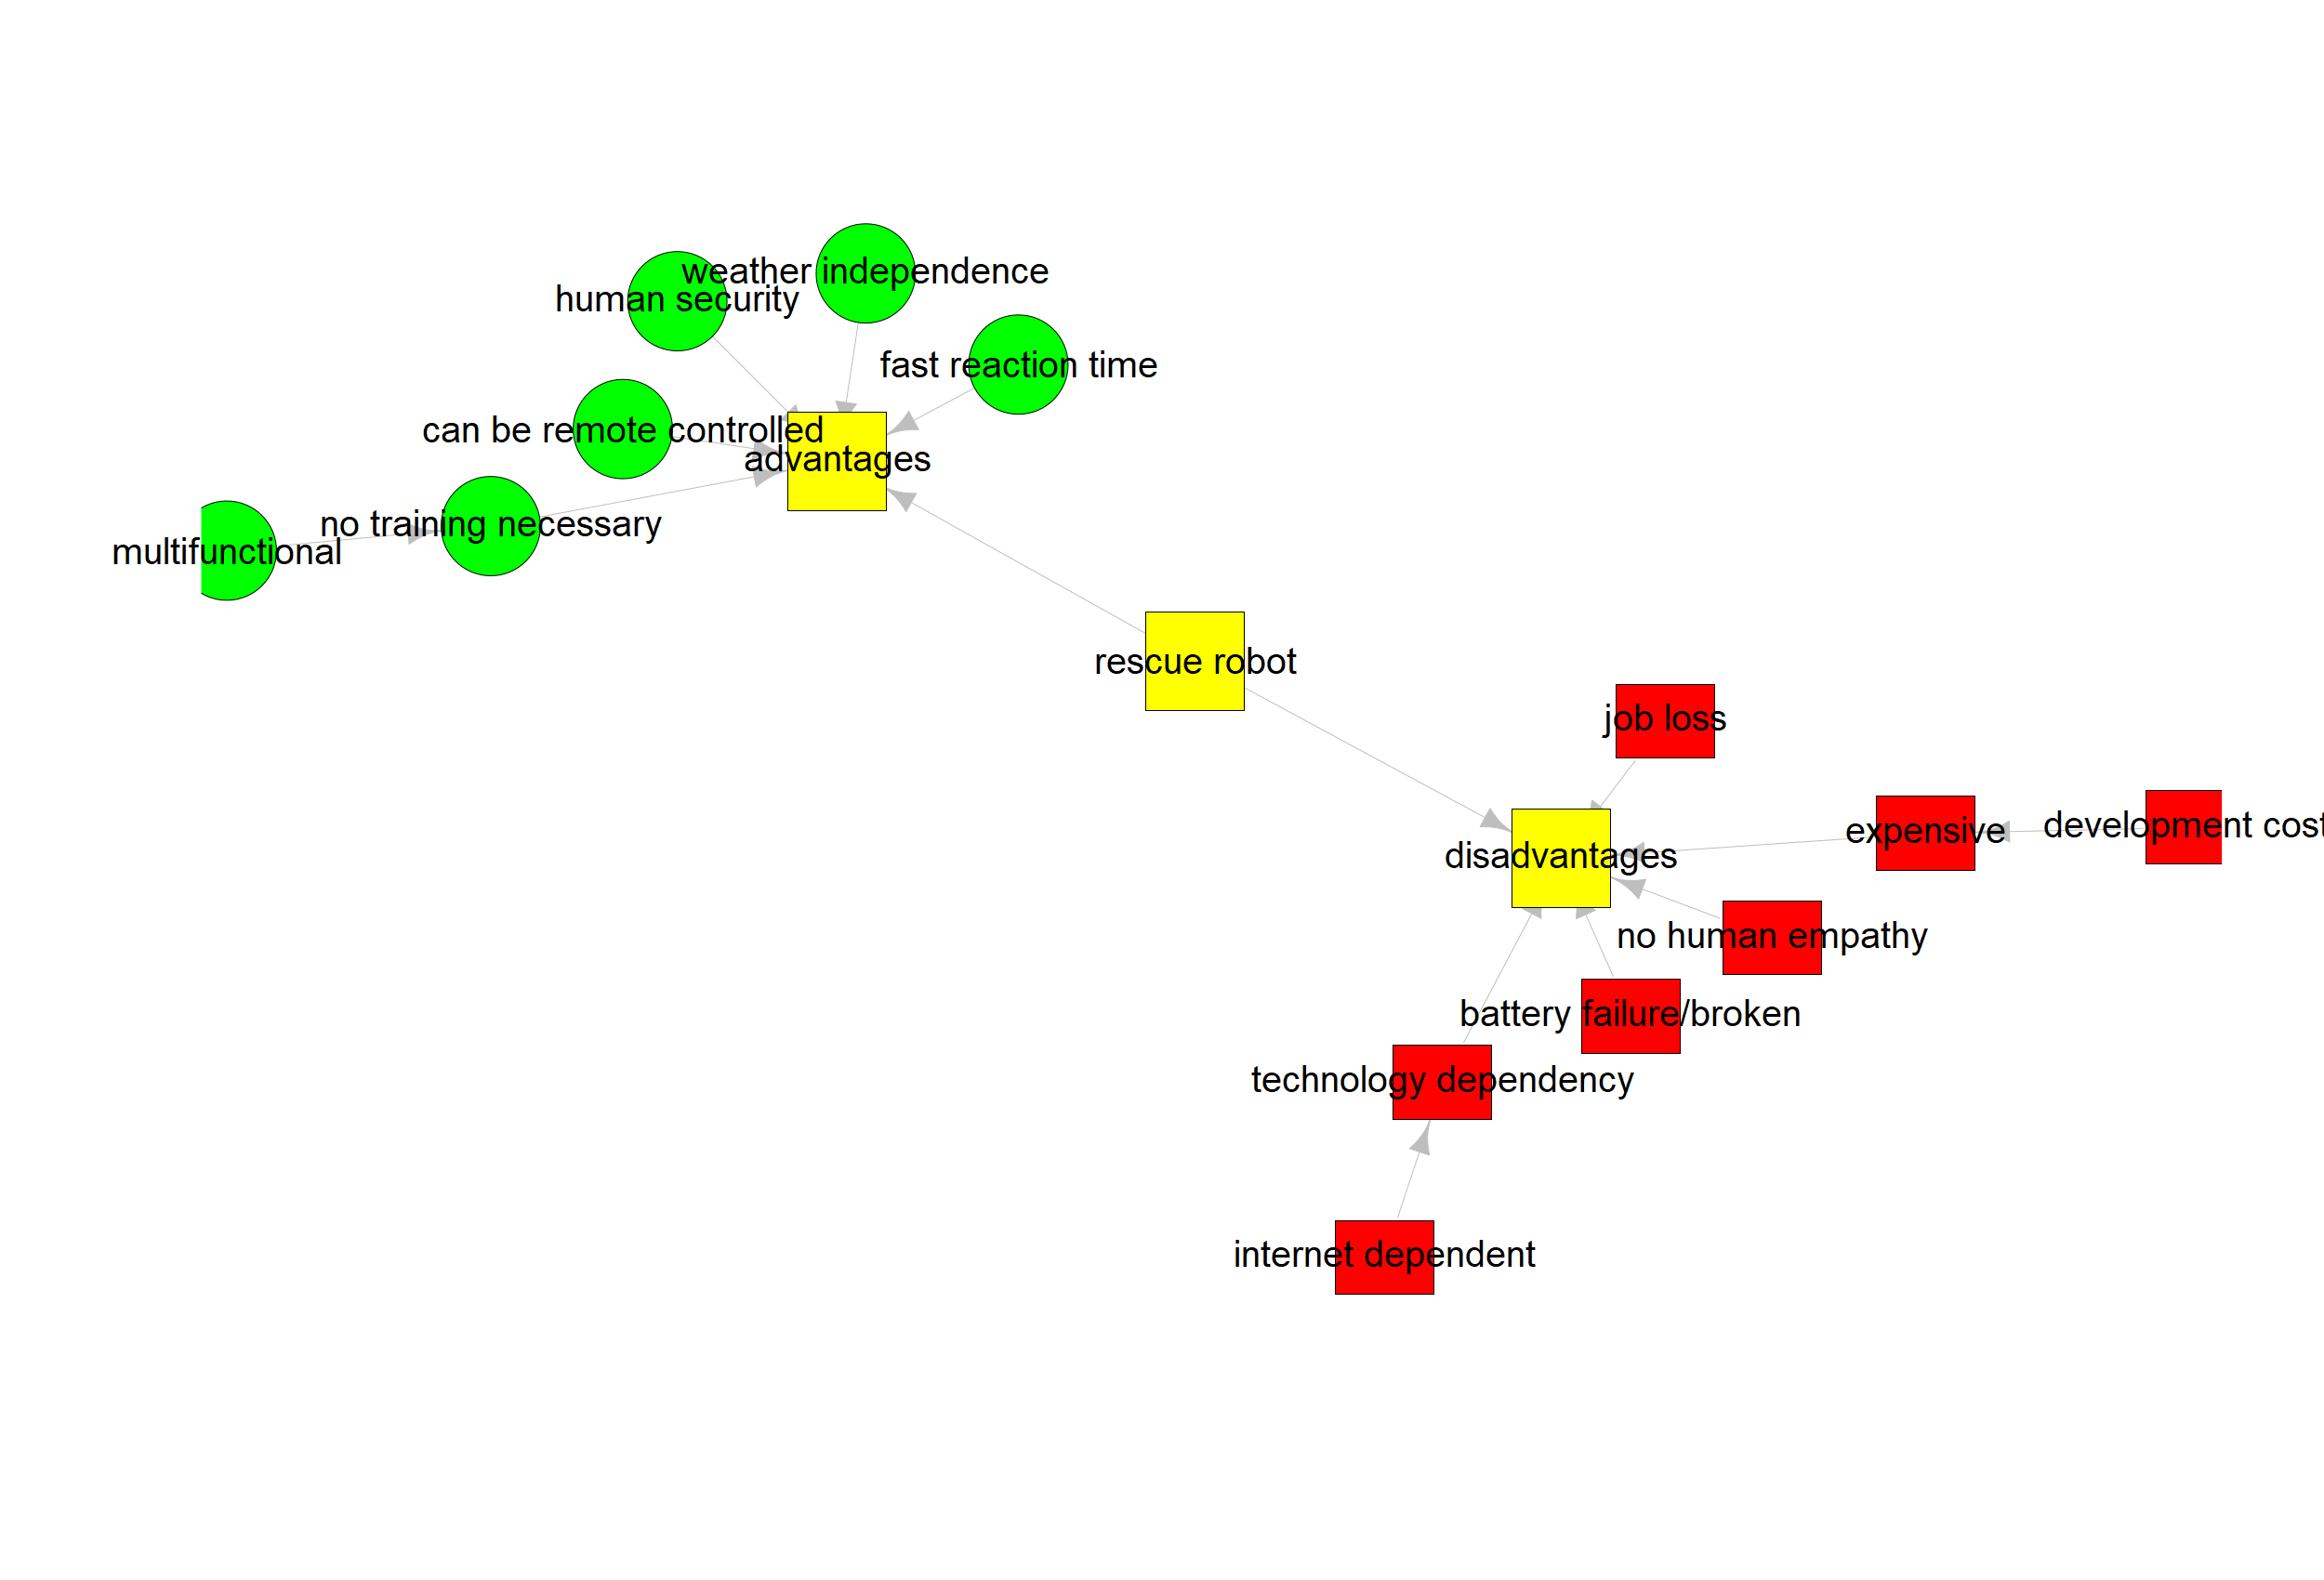 weather independence
human security
fast reaction time
can be remote controlled
advantages
no training necessary
multifunctional
rescue robot
job loss
expensive
development cost
disadvantages
no human empathy
battery failure/broken
technology dependency
internet dependent